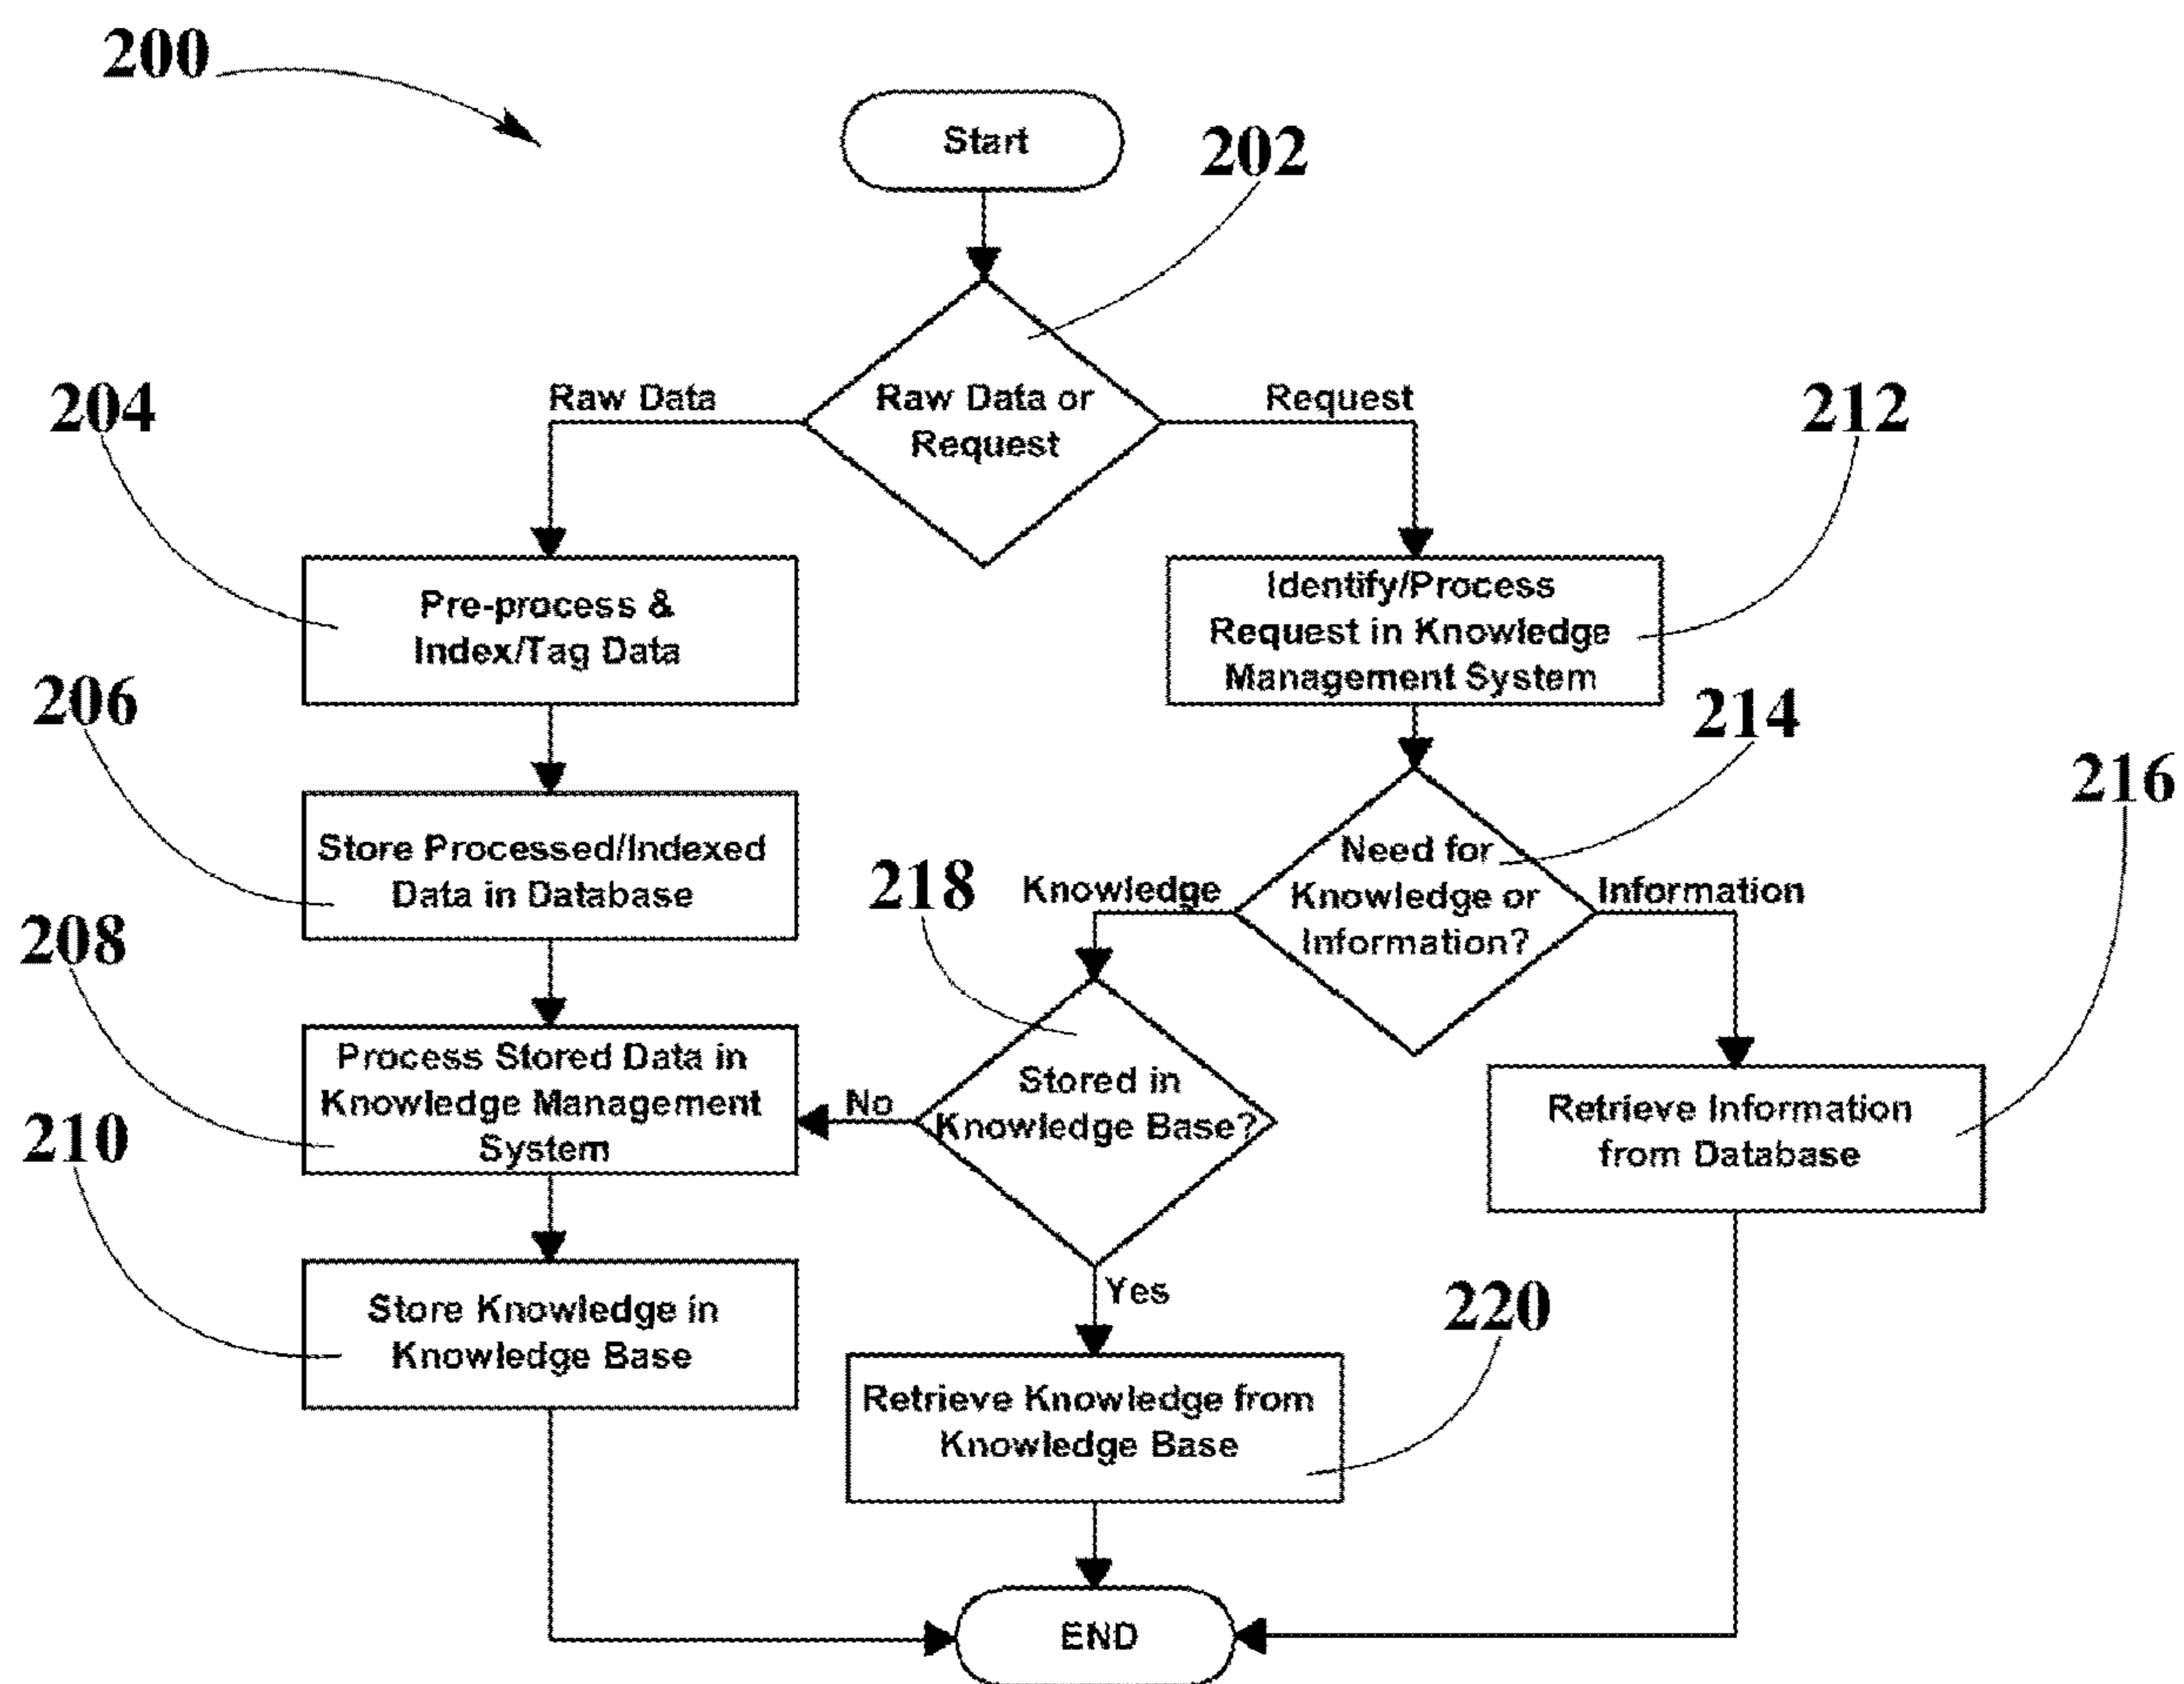 200
Start
202
Raw Data
Raw Data or
Request
Request
204
212
Pre-process &
Index/Tag Data
Identify/Process
Request in Knowledge
Management System
206
214
216
Store Processed/Indexed
Data in Database
Need for
Knowledge or
Information?
Knowledge
Information
218
208
Process Stored Data in
Knowledge Management
System
No
Stored in
Knowledge Base?
Retrieve Information
from Database
210
Yes
Store Knowledge in
Knowledge Base
220
Retrieve Knowledge from
Knowledge Base
END